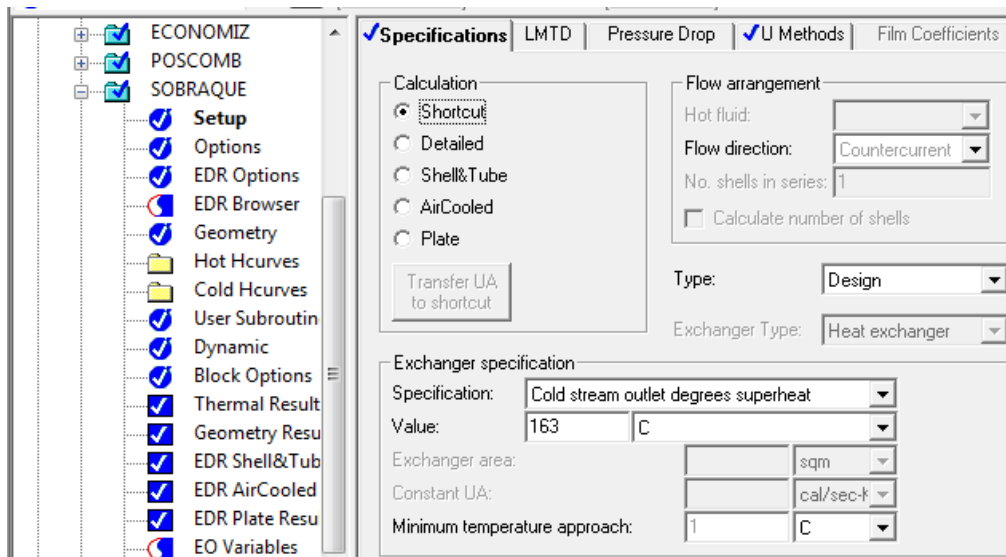 ECONOMIZ
POSCOMB
SOBRAQUE
Setup
Options
EDR Options
EDR Browser
Geometry
Hot Hcurves
Cold Hcurves
User Subroutin
Dynamic
Block Options
Thermal Result
Geometry Resu
EDR Shell&Tub
EDR AirCooled
EDR Plate Resu
EO Variables
Specifications LMTD Pressure Drop U Methods Film Coefficients
Calculation
Shortcut
Detailed
Shell&Tube
AirCooled
Plate
Transfer UA
to shortcut
Flow arrangement
Hot fluid:
Flow direction: Countercurrent
No. shells in series: 1
Calculate number of shells
Type: Design
Exchanger Type: Heat exchanger
Exchanger specification
Specification: Cold stream outlet degrees superheat
Value: 163 C
Exchanger area: sqm
Constant UA: cal/sec-K
Minimum temperature approach: 1 C